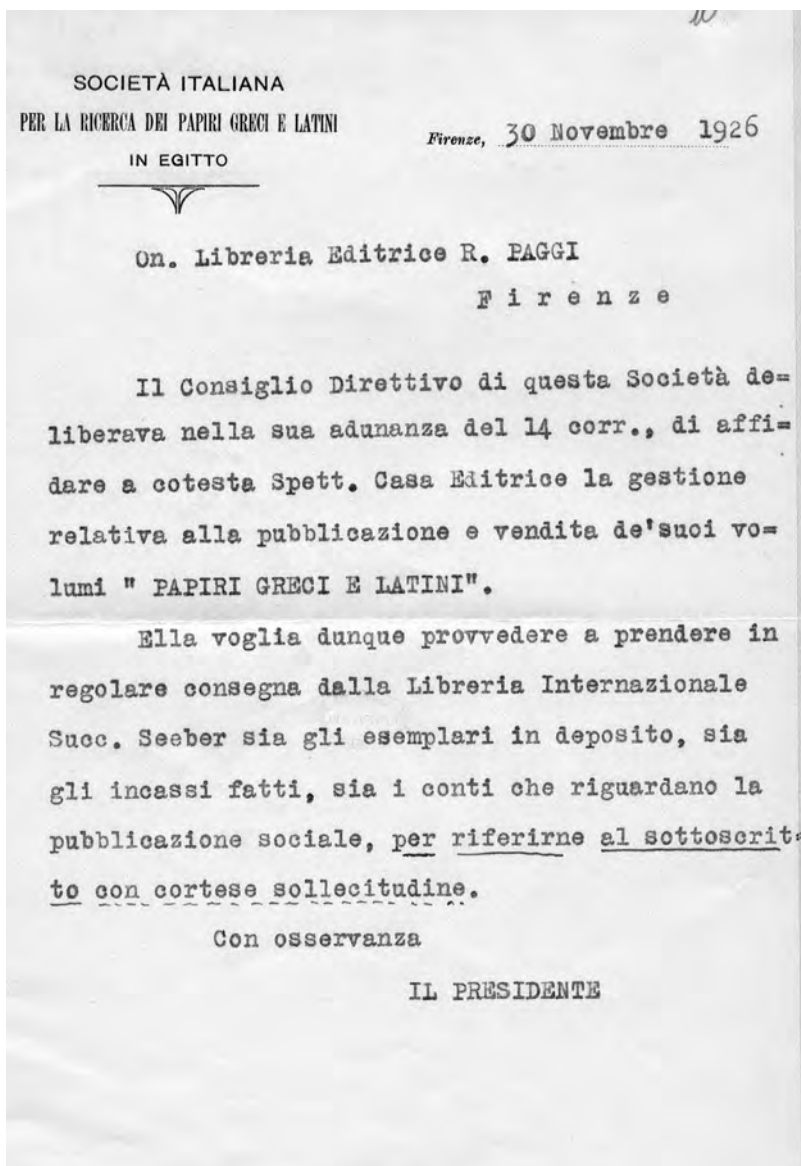 SOCIETÀ ITALIANA
PER LA RICERCA DEI PAPIRI GRECI E LATINI
IN EGITTO
Firenze, 30 Novembre 1926
On. Libreria Editrice R. PAGGI
Firenze
Il Consiglio Direttivo di questa Società de=
liberava nella sua adunanza del 14 corr., di affi=
dare a cotesta Spett. Casa Editrice la gestione
relativa alla pubblicazione e vendita de'suoi vo=
lumi " PAPIRI GRECI E LATINI".
Ella voglia dunque provvedere a prendere in
regolare consegna dalla Libreria Internazionale
Succ. Seeber sia gli esemplari in deposito, sia
gli incassi fatti, sia i conti che riguardano la
pubblicazione sociale, per riferirne al sottoscrit=
to con cortese sollecitudine.
Con osservanza
IL PRESIDENTE